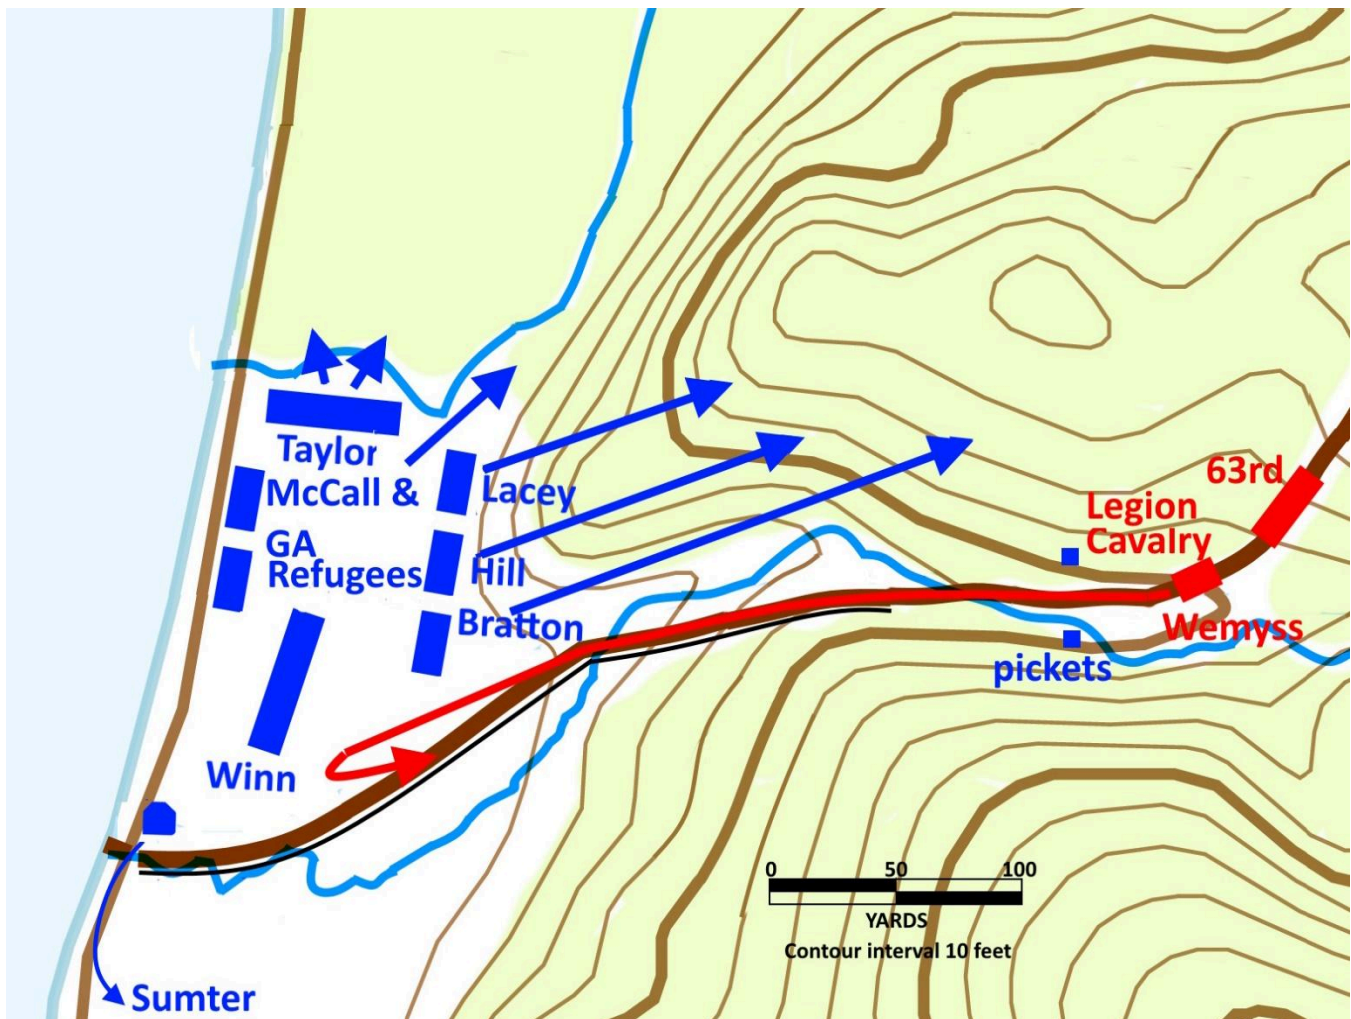 Taylor
McCall &
GA
Refugees
Lacey
Hill
Bratton
Winn
Sumter
63rd
Legion
Cavalry
Wemyss
pickets
0 50 100
YARDS
Contour interval 10 feet